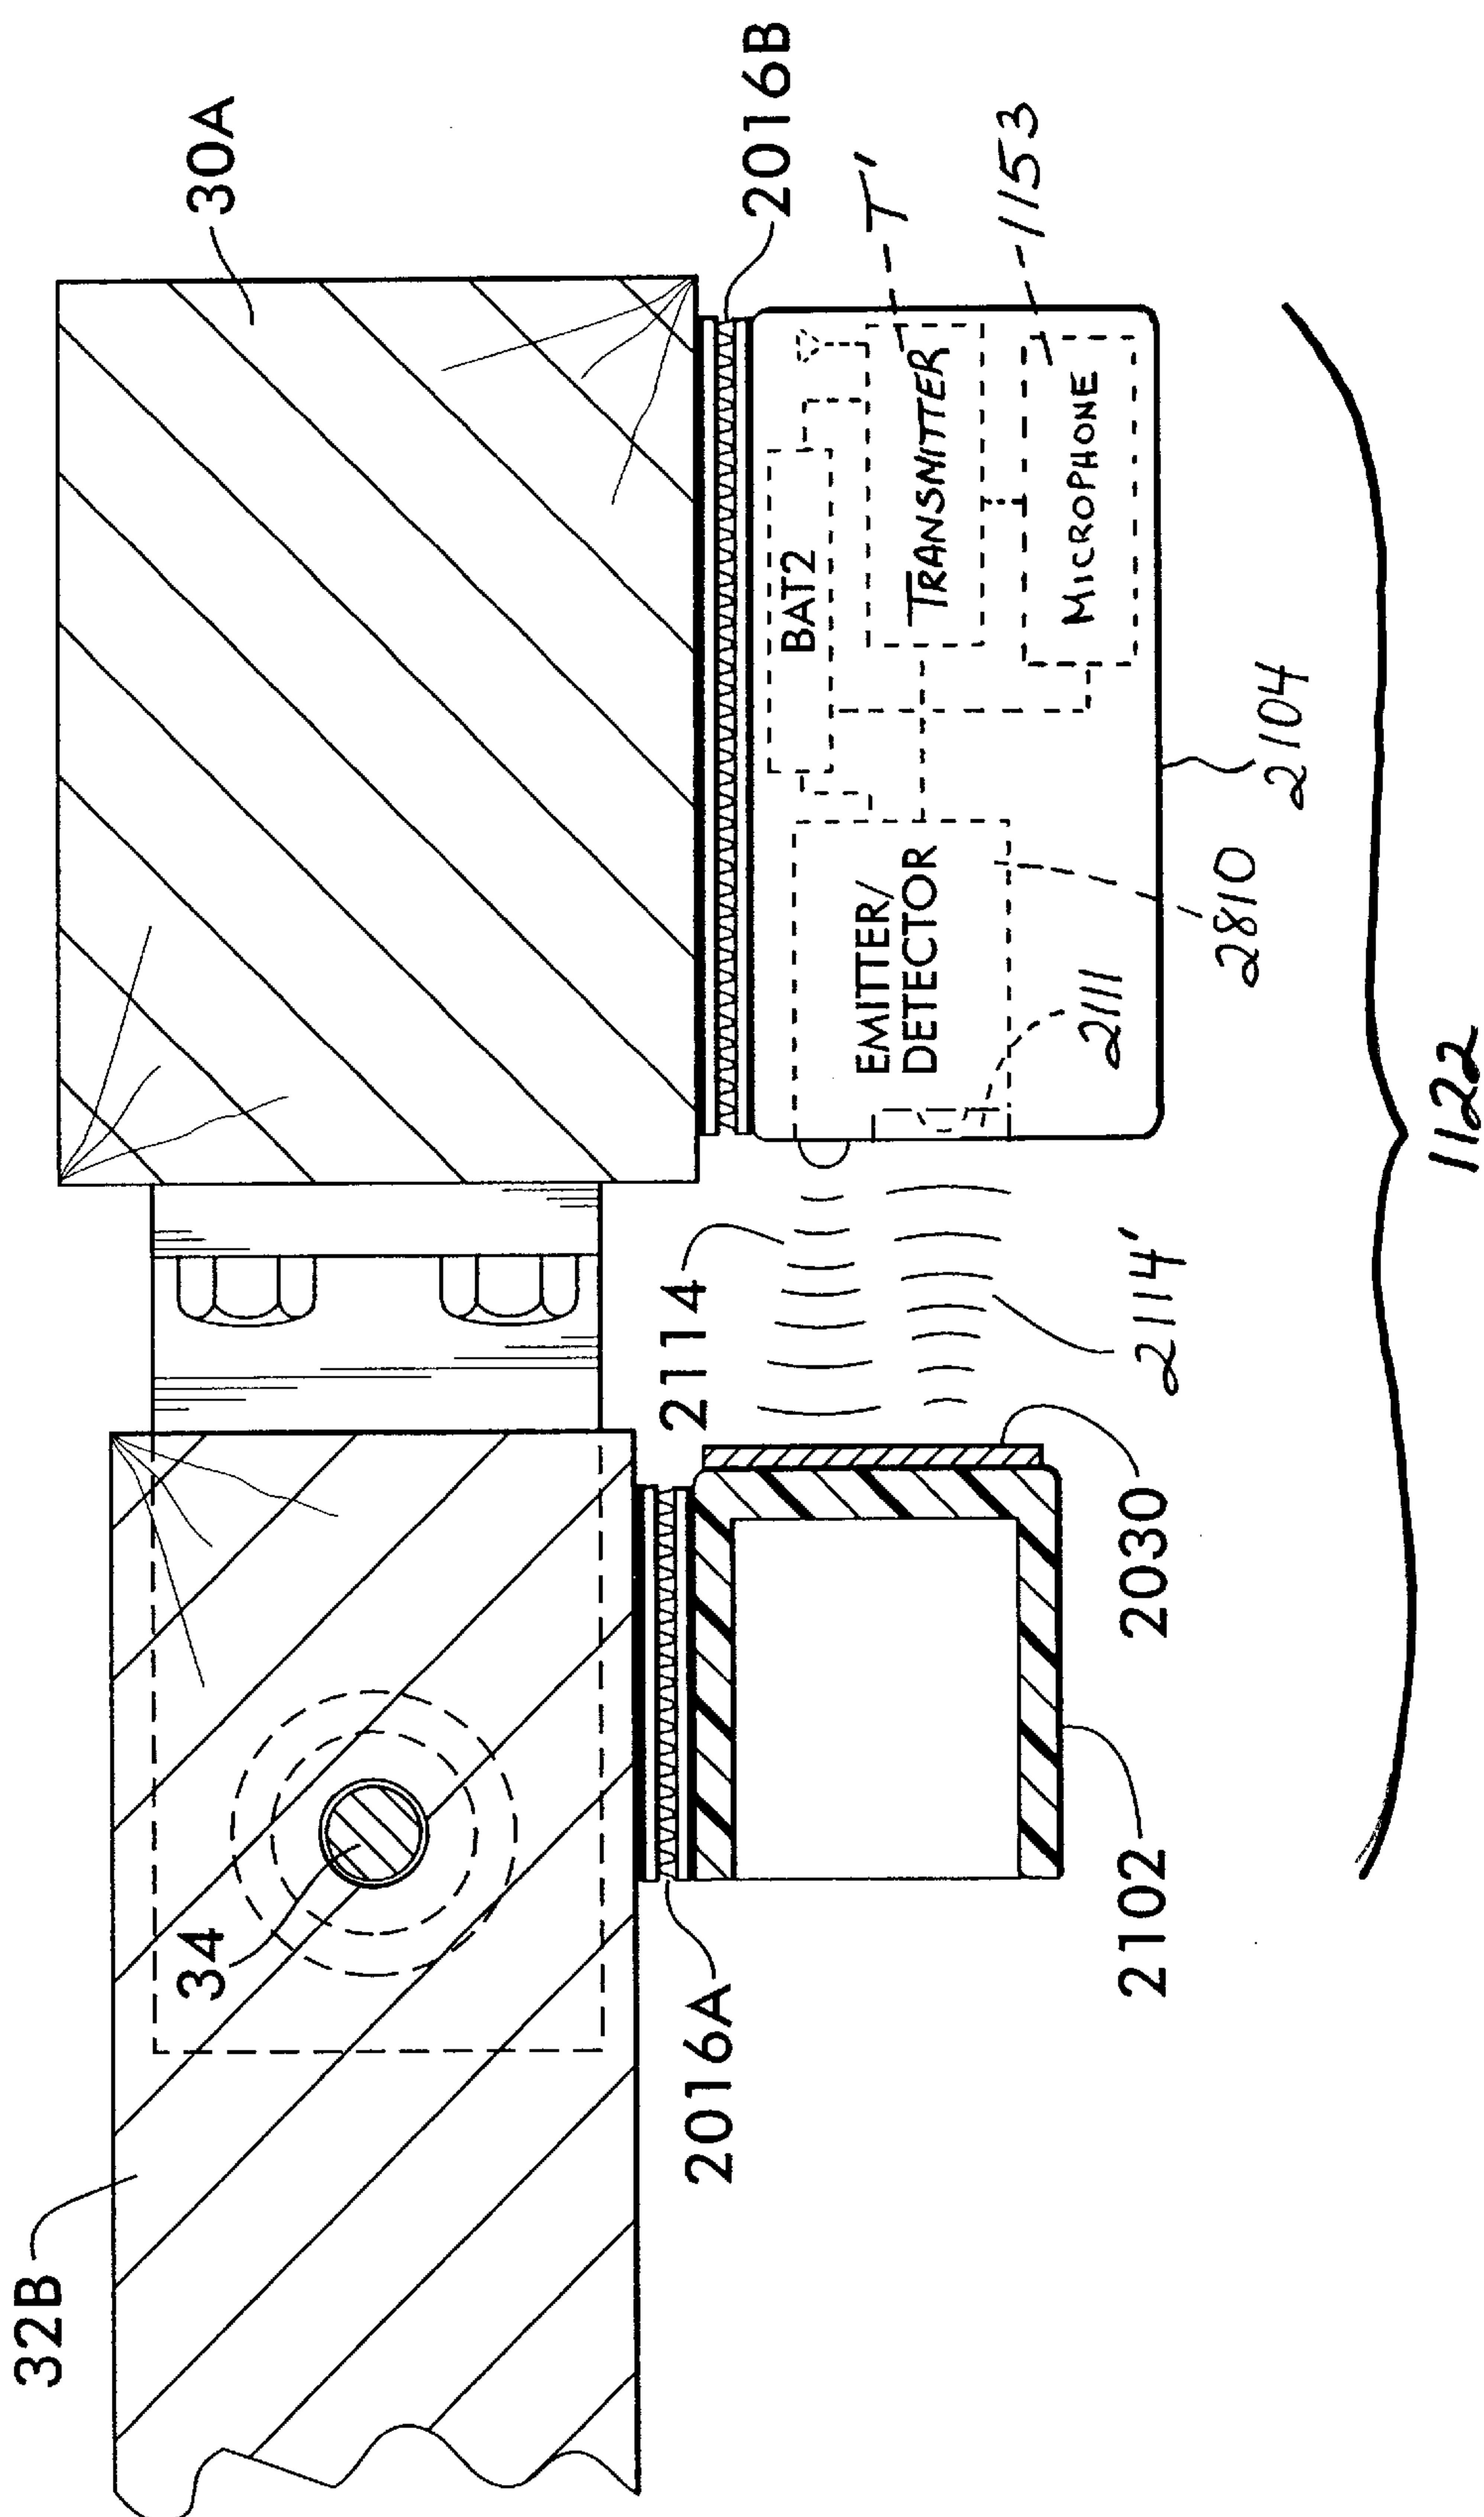 30A
2016B
T'
1153
BAT2
TRANSMITTER
MICROPHONE
EMITTER/
DETECTOR
2104
2810
2111
1122
2114
2114'
2030
2102
34
2016A
32B